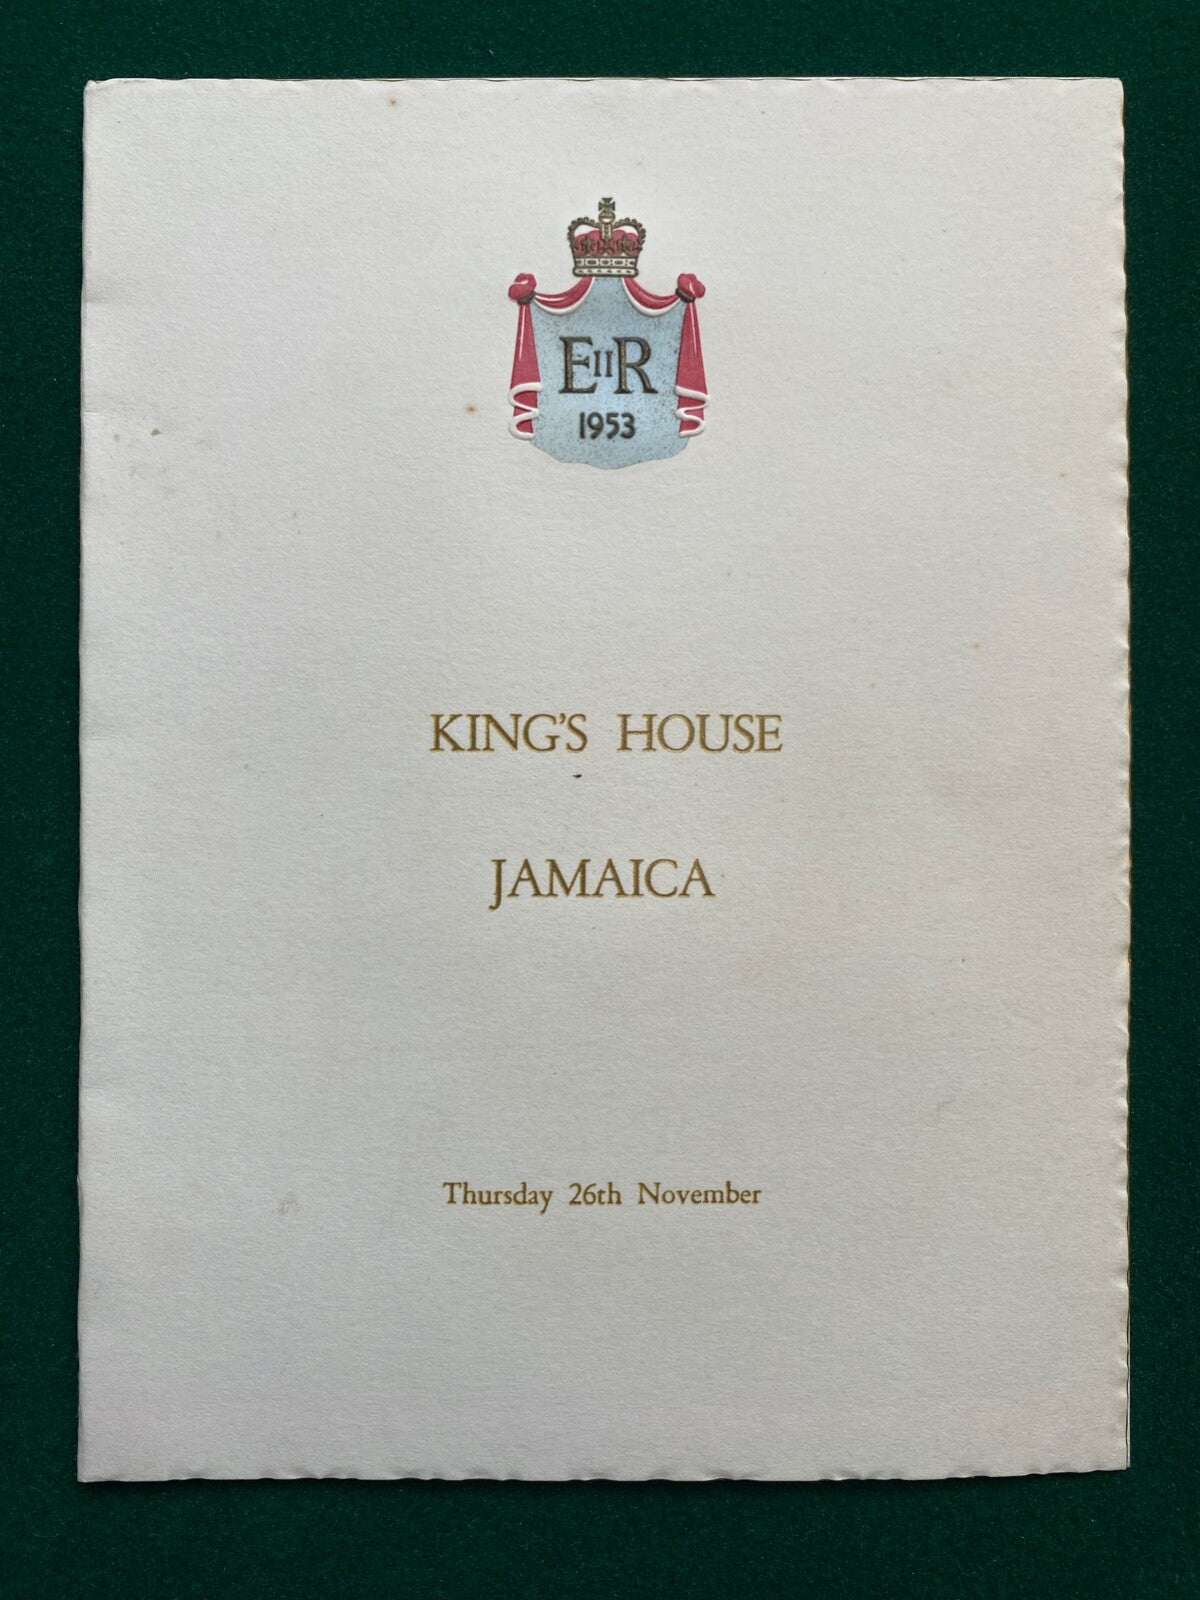 EIIR
1953
KING'S HOUSE
JAMAICA
Thursday 26th November